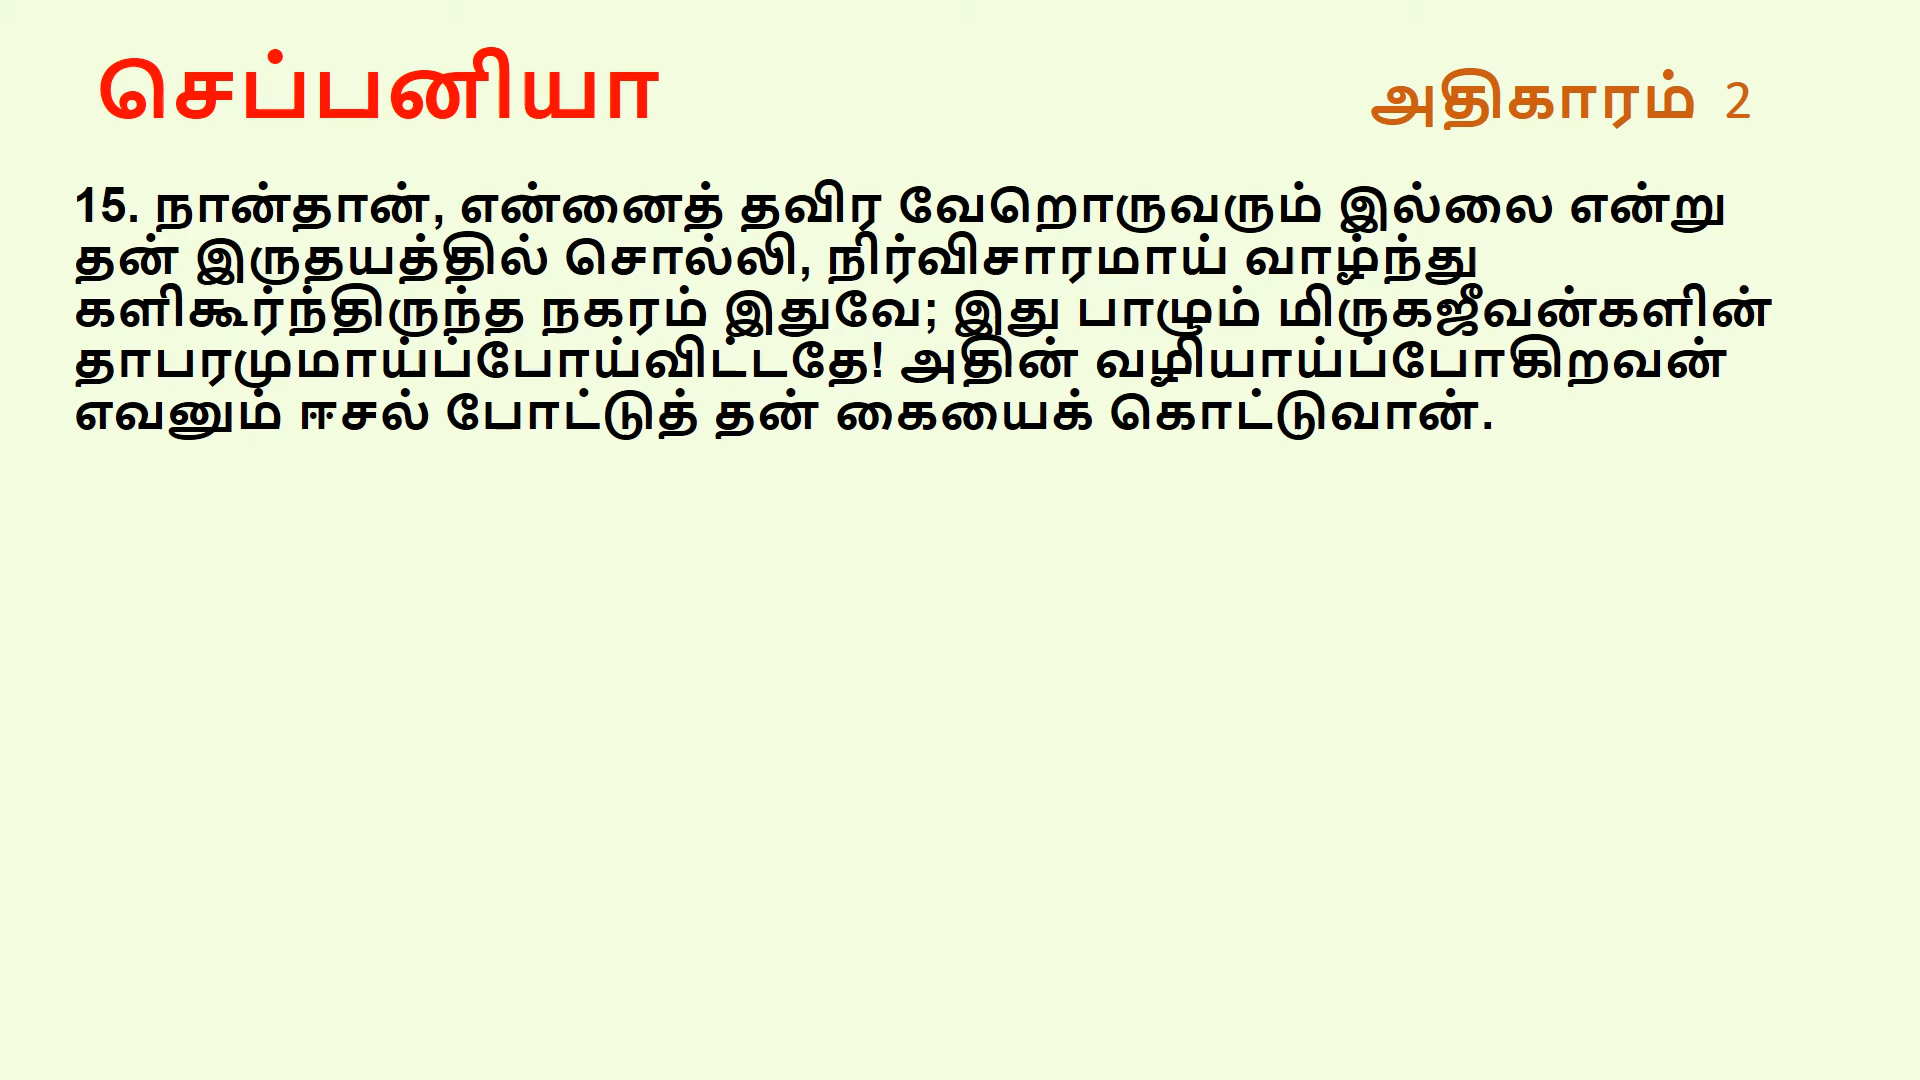 செப்பனியா
அதிகாரம் 2
15. நான்தான், என்னைத் தவிர வேறொருவரும் இல்லை என்று
தன் இருதயத்தில் சொல்லி, நிர்விசாரமாய் வாழ்ந்து
களிகூர்ந்திருந்த நகரம் இதுவே; இது பாழும் மிருகஜீவன்களின்
தாபரமுமாய்ப்போய்விட்டதே! அதின் வழியாய்ப்போகிறவன்
எவனும் ஈசல் போட்டுத் தன் கையைக் கொட்டுவான்.